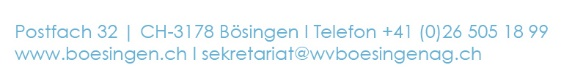 Postfach 32 | CH-3178 Bösingen I Telefon +41 (0)26 505 18 99
www.boesingen.ch I sekretariat@wvboesingenag.ch